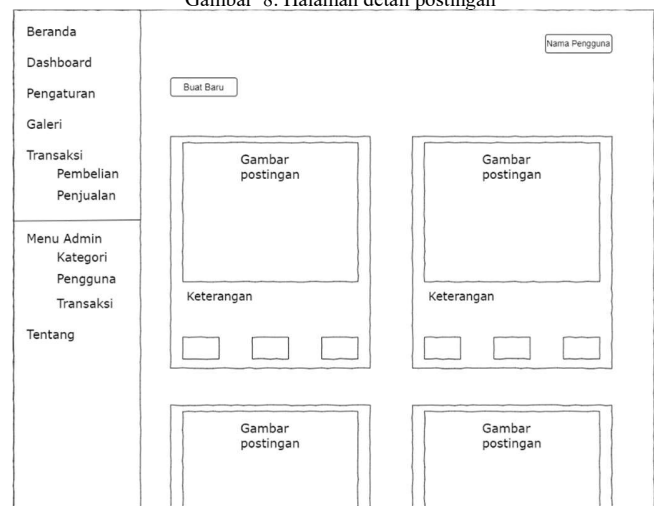 Gambar 8. Halaman detail postingan
Beranda
Dashboard
Pengaturan
Galeri
Transaksi
Pembelian
Penjualan
Menu Admin
Kategori
Pengguna
Transaksi
Tentang
Nama Pengguna
Buat Baru
Gambar
postingan
Keterangan
Gambar
postingan
Keterangan
Gambar
postingan
Gambar
postingan